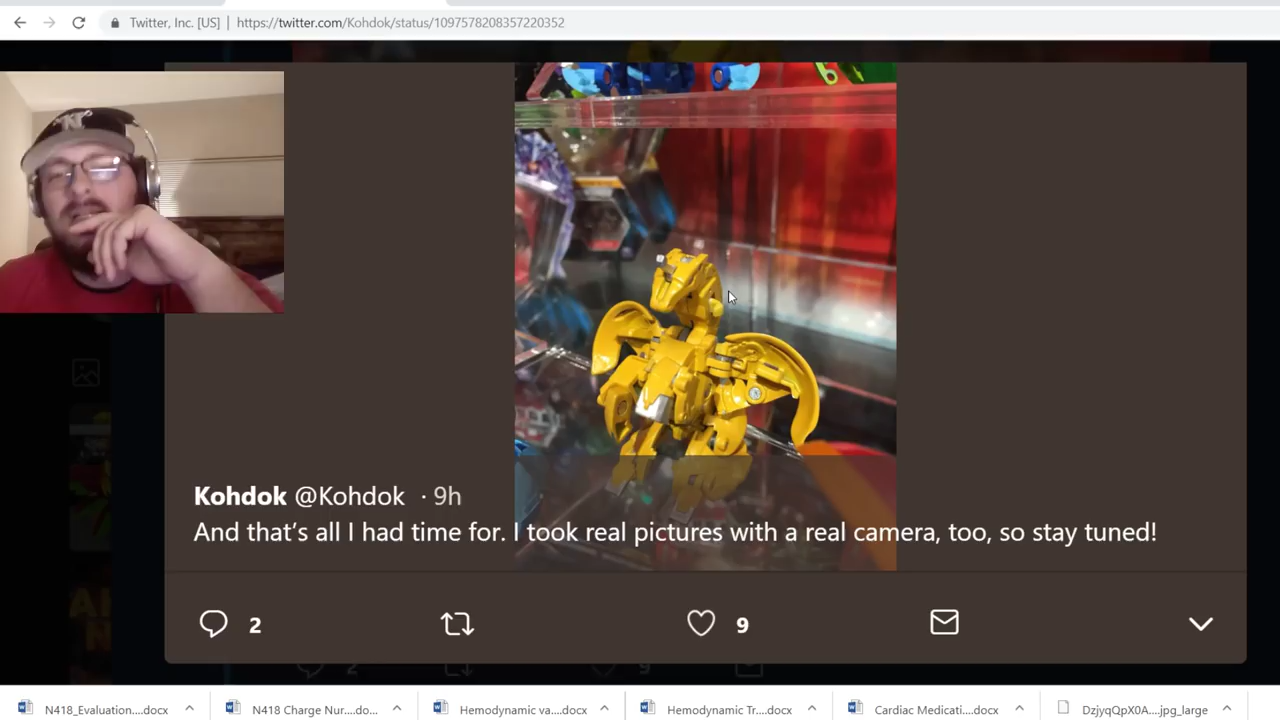 Twitter, Inc. [US] | https://twitter.com/Kohdok/status/1097578208357220352
Kohdok @Kohdok · 9h
And that’s all I had time for. I took real pictures with a real camera, too, so stay tuned!
2
9
2
9
N418_Evaluation....docx
N418 Charge Nur....do...
Hemodynamic va....docx
Hemodynamic Tr....docx
Cardiac Medicati....docx
DzjyqQpX0A....jpg_large